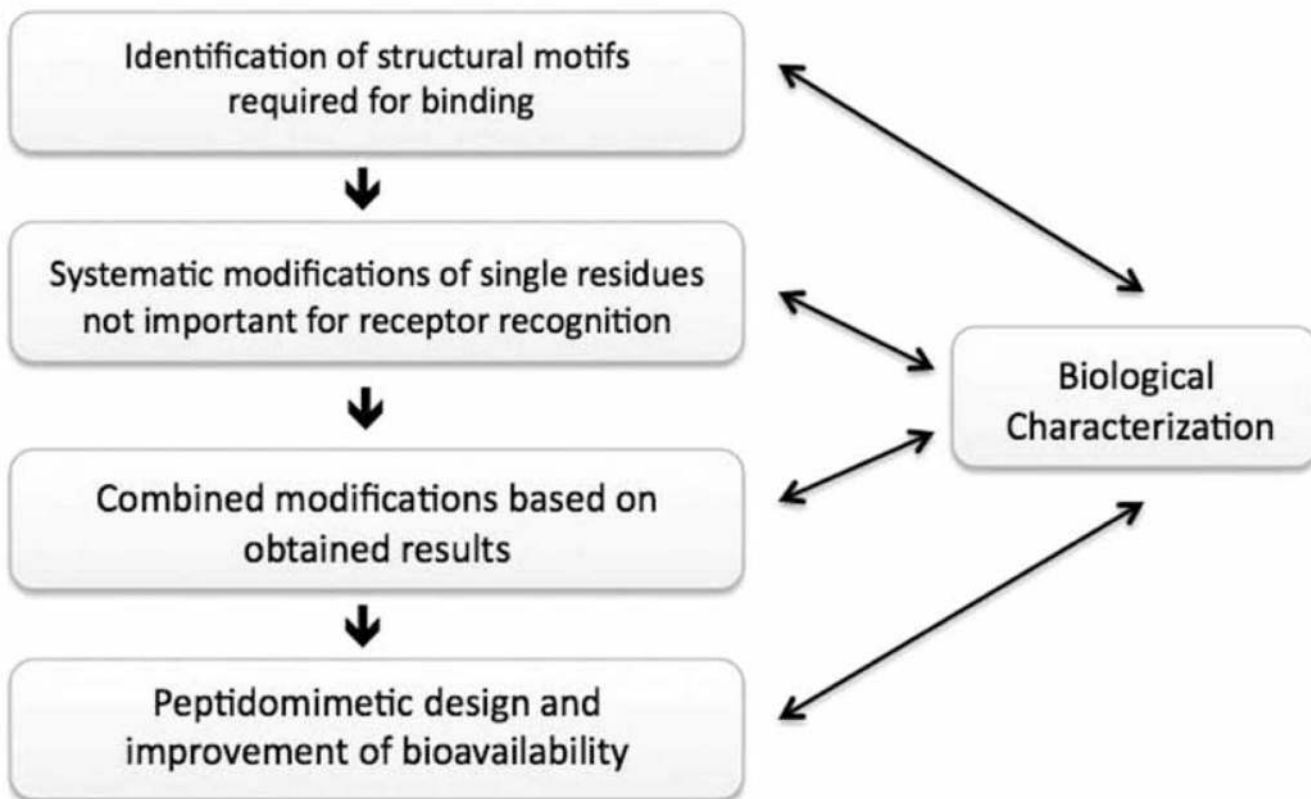 Identification of structural motifs
required for binding
Systematic modifications of single residues
not important for receptor recognition
Biological
Characterization
Combined modifications based on
obtained results
Peptidomimetic design and
improvement of bioavailability